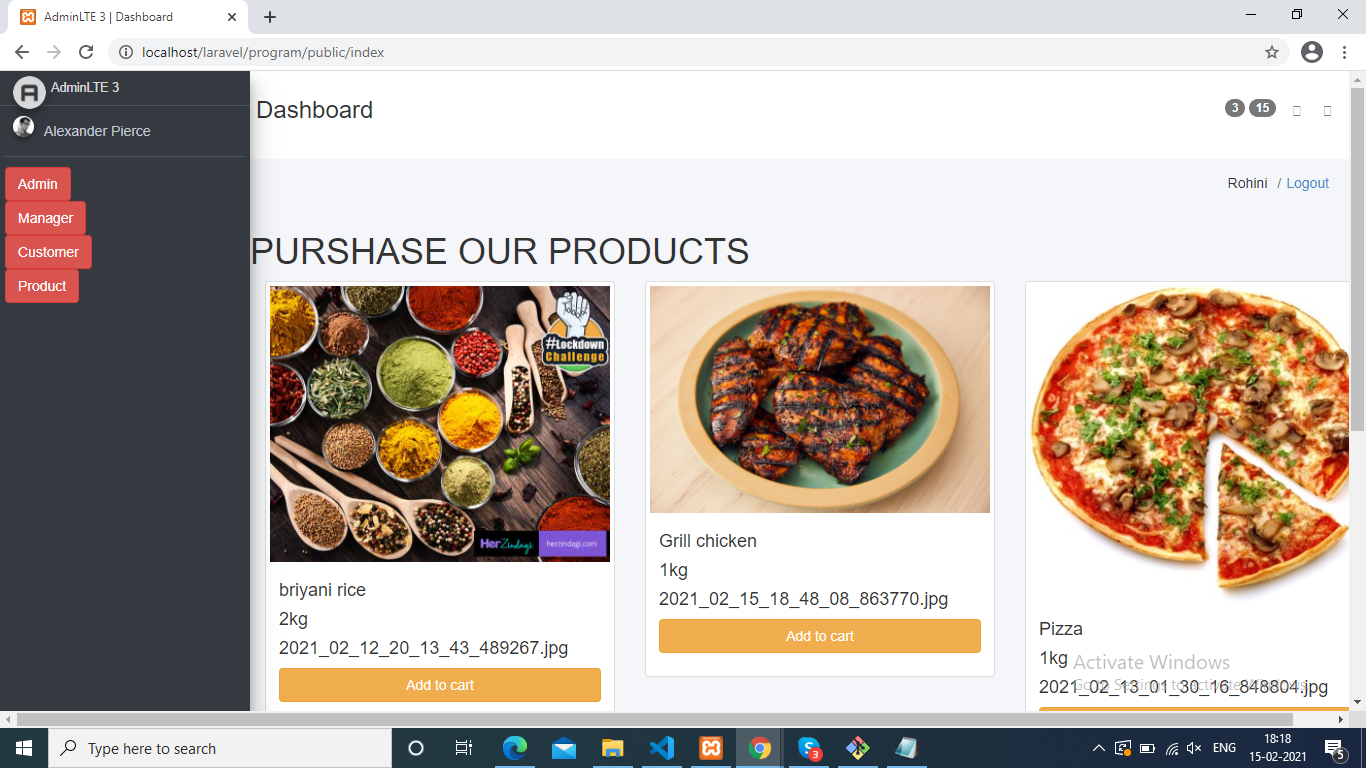 AdminLTE 3 | Dashboard
localhost/laravel/program/public/index
AdminLTE 3
Dashboard
3 15
Alexander Pierce
Rohini / Logout
Admin
Manager
Customer
Product
PURSHASE OUR PRODUCTS
#Lockdown
Challenge
HerZindagi
herzindagi.com
briyani rice
2kg
2021_02_12_20_13_43_489267.jpg
Add to cart
Grill chicken
1kg
2021_02_15_18_48_08_863770.jpg
Add to cart
Pizza
1kg
2021_02_13_01_30_16_848804.jpg
Activate Windows
Go to Settings to activate Windows.
Type here to search
3
ENG
18:18
15-02-2021
5